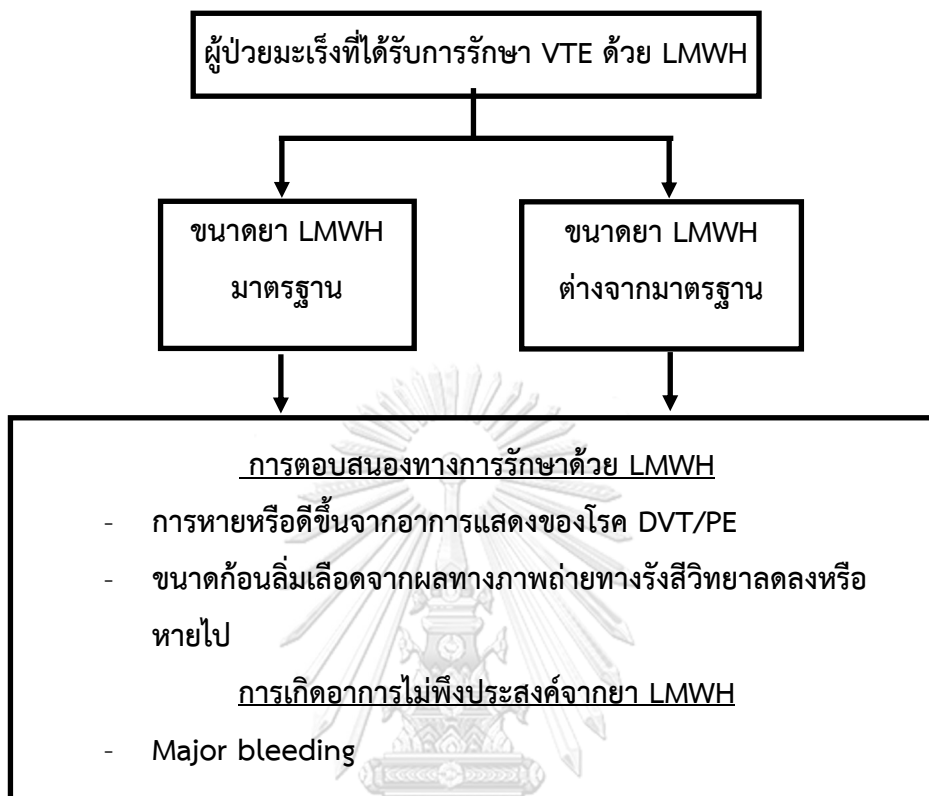 ผู้ป่วยมะเร็งที่ได้รับการรักษา VTE ด้วย LMWH
ขนาดยา LMWH
มาตรฐาน
ขนาดยา LMWH
ต่างจากมาตรฐาน
การตอบสนองทางการรักษาด้วย LMWH
- การหายหรือดีขึ้นจากอาการแสดงของโรค DVT/PE
- ขนาดก้อนลิ่มเลือดจากผลทางภาพถ่ายทางรังสีวิทยาลดลงหรือ
หายไป
การเกิดอาการไม่พึงประสงค์จากยา LMWH
- Major bleeding